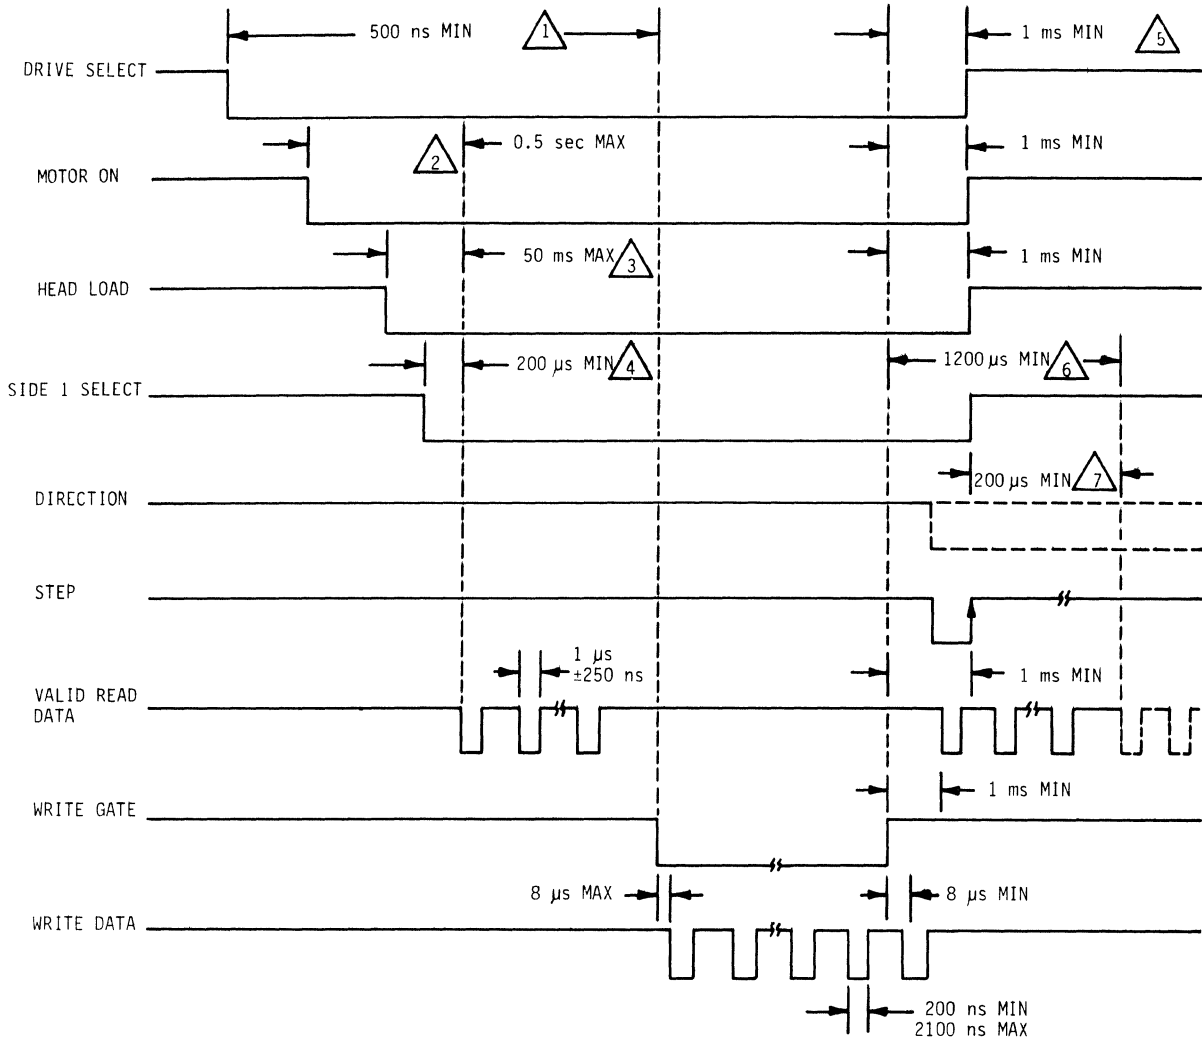 500 ns MIN 1 1 ms MIN 5
DRIVE SELECT
2 0.5 sec MAX 1 ms MIN
MOTOR ON
50 ms MAX 3 1 ms MIN
HEAD LOAD
200 µs MIN 4 1200 µs MIN 6
SIDE 1 SELECT
200 µs MIN 7
DIRECTION
STEP
1 µs
±250 ns
1 ms MIN
VALID READ
DATA
1 ms MIN
WRITE GATE
8 µs MAX 8 µs MIN
WRITE DATA
200 ns MIN
2100 ns MAX